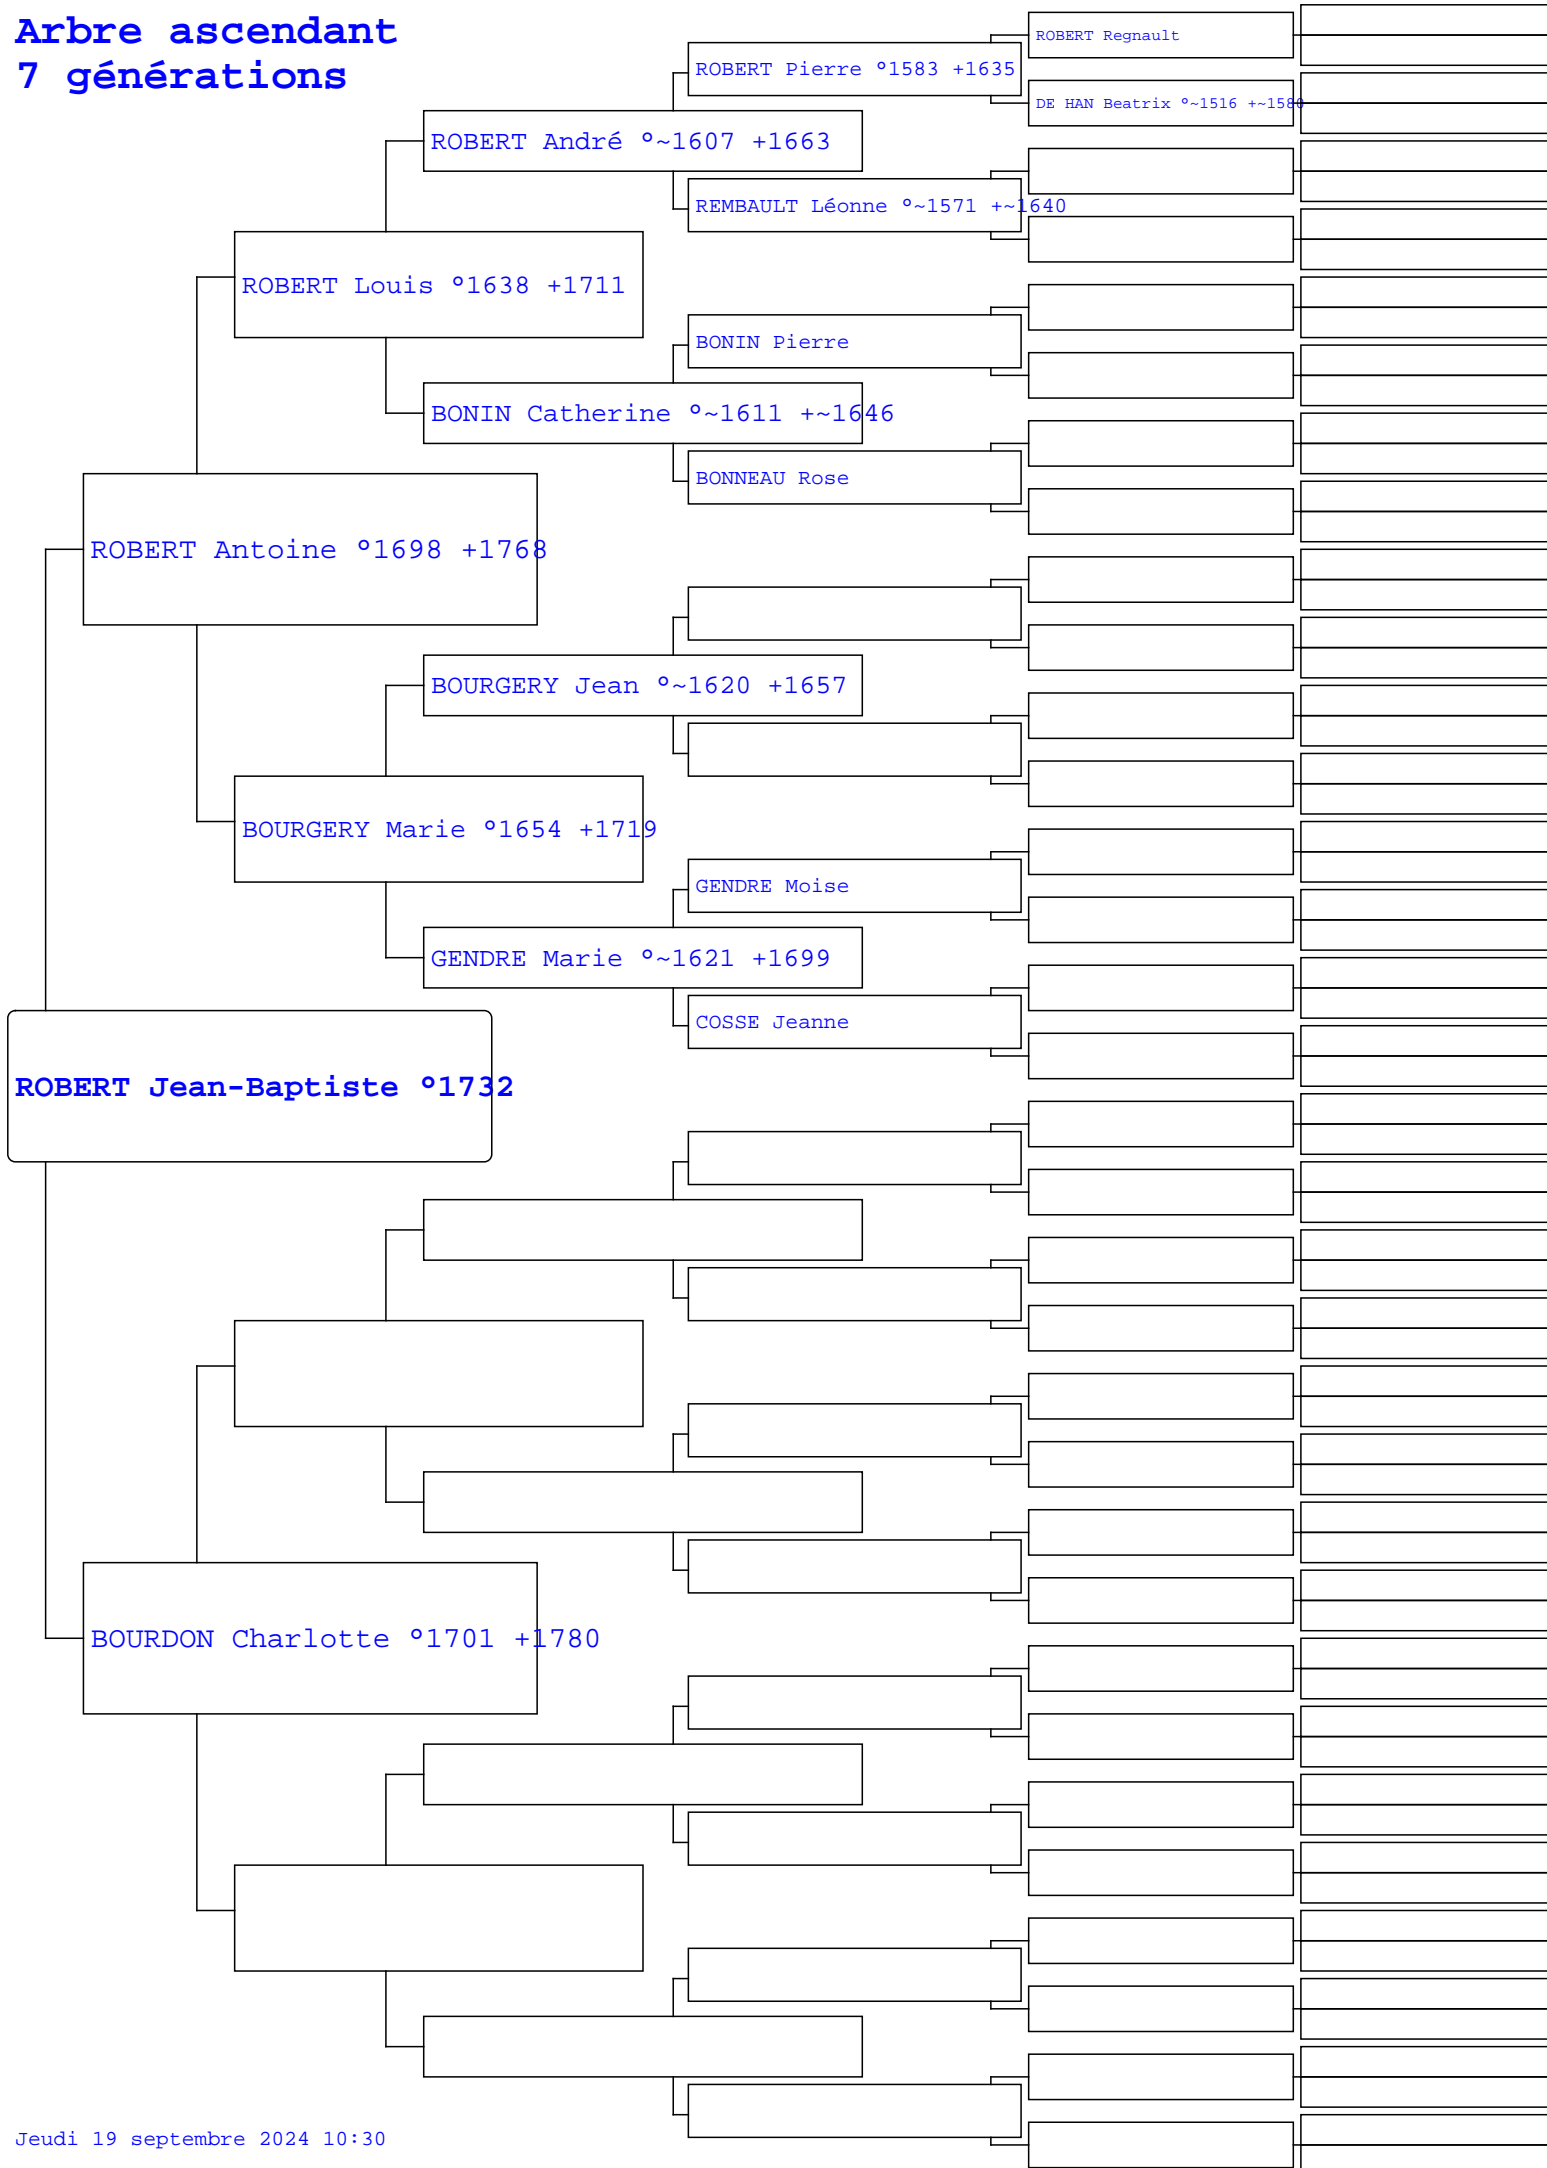 Arbre ascendant
7 générations
ROBERT Regnault
ROBERT Pierre °1583 +1635
DE HAN Beatrix °~1516 +~1580
ROBERT André °~1607 +1663
REMBAULT Léonne °~1571 +~1640
ROBERT Louis °1638 +1711
BONIN Pierre
BONIN Catherine °~1611 +~1646
BONNEAU Rose
ROBERT Antoine °1698 +1768
BOURGERY Jean °~1620 +1657
BOURGERY Marie °1654 +1719
GENDRE Moise
GENDRE Marie °~1621 +1699
COSSE Jeanne
ROBERT Jean-Baptiste °1732
BOURDON Charlotte °1701 +1780
Jeudi 19 septembre 2024 10:30